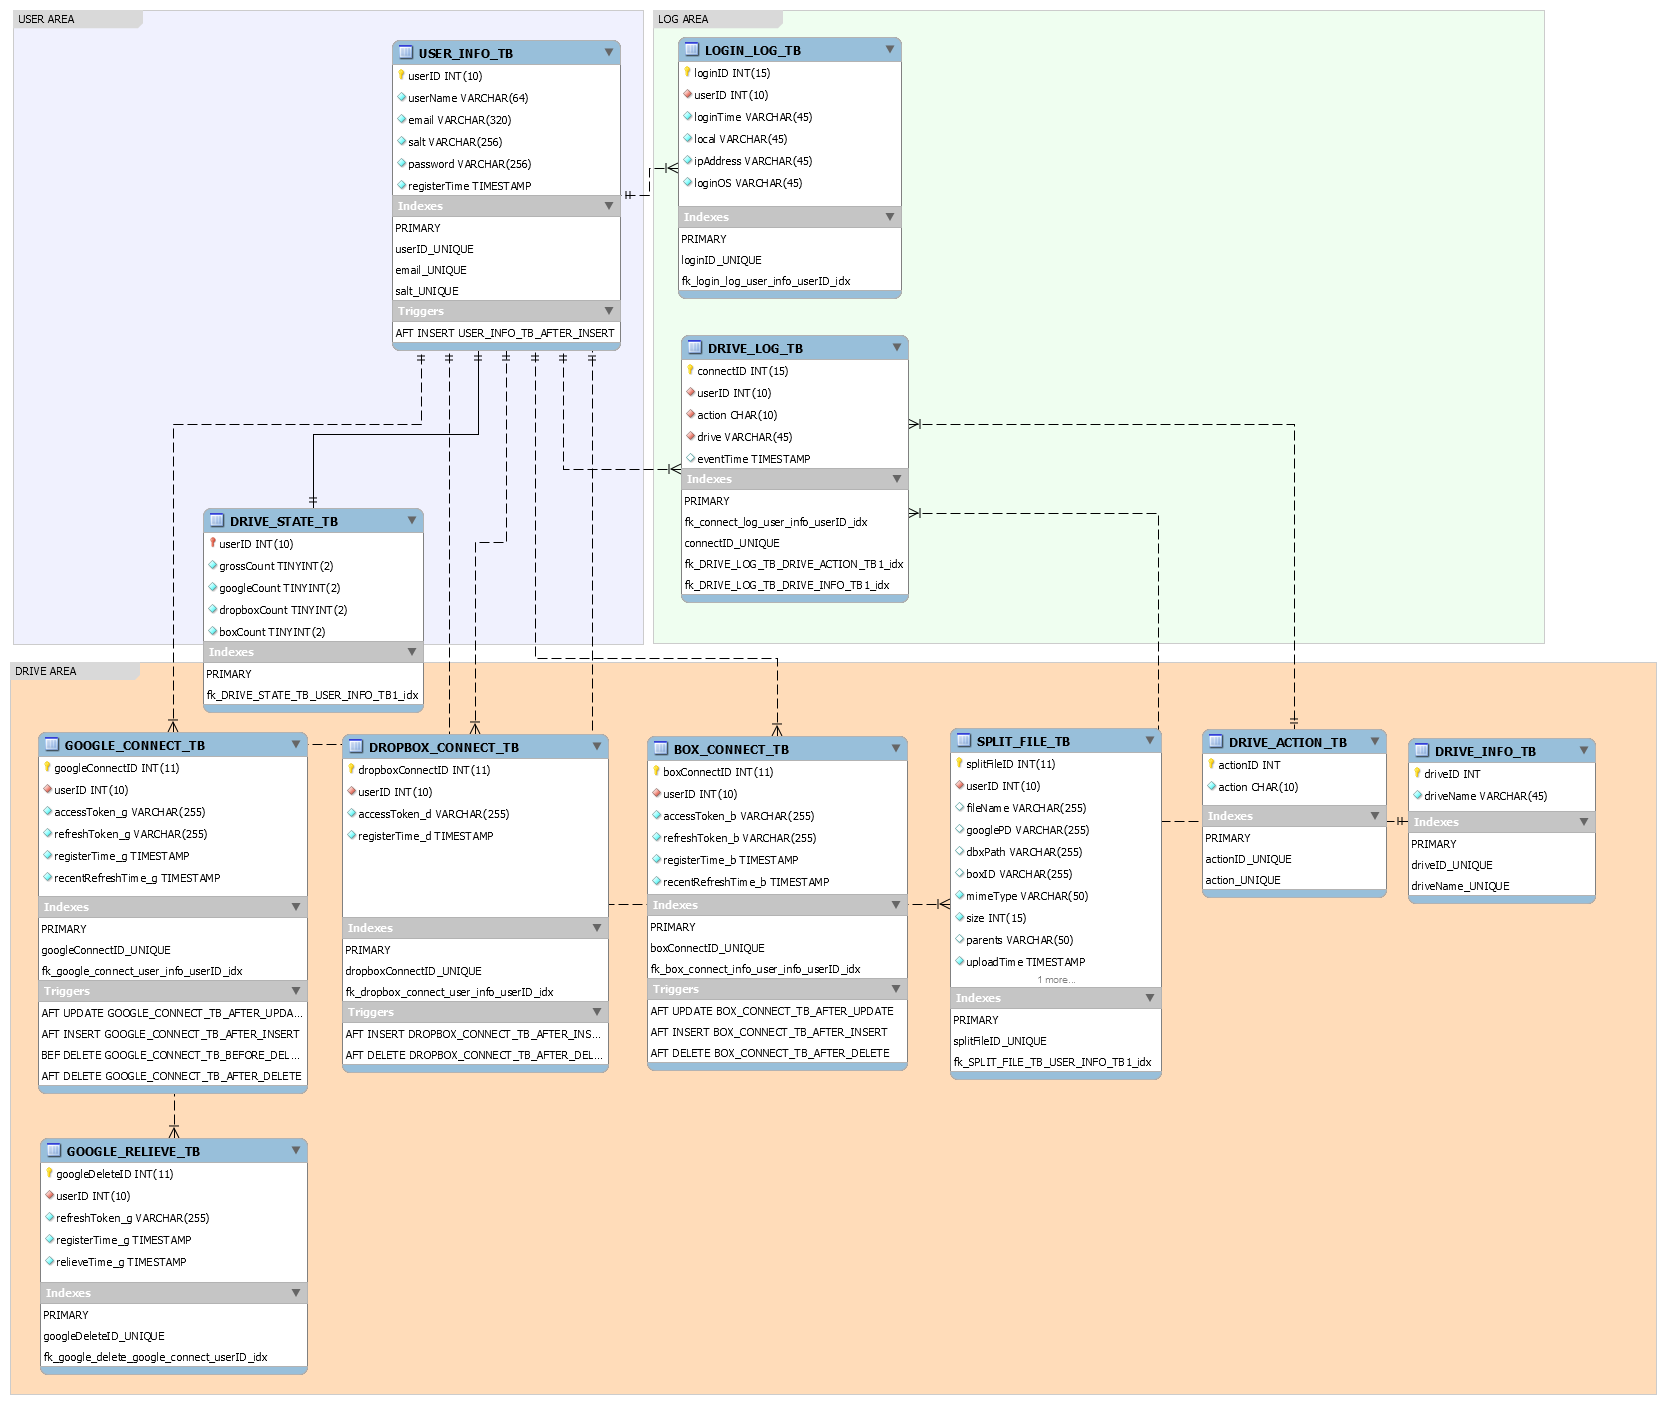 USER AREA
USER_INFO_TB
userID INT(10)
userName VARCHAR(64)
email VARCHAR(320)
salt VARCHAR(256)
password VARCHAR(256)
registerTime TIMESTAMP
Indexes
PRIMARY
userID_UNIQUE
email_UNIQUE
salt_UNIQUE
Triggers
AFT INSERT USER_INFO_TB_AFTER_INSERT
DRIVE_STATE_TB
userID INT(10)
grossCount TINYINT(2)
googleCount TINYINT(2)
dropboxCount TINYINT(2)
boxCount TINYINT(2)
Indexes
PRIMARY
fk_DRIVE_STATE_TB_USER_INFO_TB1_idx
LOG AREA
LOGIN_LOG_TB
loginID INT(15)
userID INT(10)
loginTime VARCHAR(45)
local VARCHAR(45)
ipAddress VARCHAR(45)
loginOS VARCHAR(45)
Indexes
PRIMARY
loginID_UNIQUE
fk_login_log_user_info_userID_idx
DRIVE_LOG_TB
connectID INT(15)
userID INT(10)
action CHAR(10)
drive VARCHAR(45)
eventTime TIMESTAMP
Indexes
PRIMARY
fk_connect_log_user_info_userID_idx
connectID_UNIQUE
fk_DRIVE_LOG_TB_DRIVE_ACTION_TB1_idx
fk_DRIVE_LOG_TB_DRIVE_INFO_TB1_idx
DRIVE AREA
GOOGLE_CONNECT_TB
googleConnectID INT(11)
userID INT(10)
accessToken_g VARCHAR(255)
refreshToken_g VARCHAR(255)
registerTime_g TIMESTAMP
recentRefreshTime_g TIMESTAMP
Indexes
PRIMARY
googleConnectID_UNIQUE
fk_google_connect_user_info_userID_idx
Triggers
AFT UPDATE GOOGLE_CONNECT_TB_AFTER_UPDA...
AFT INSERT GOOGLE_CONNECT_TB_AFTER_INSERT
BEF DELETE GOOGLE_CONNECT_TB_BEFORE_DEL...
AFT DELETE GOOGLE_CONNECT_TB_AFTER_DELETE
DROPBOX_CONNECT_TB
dropboxConnectID INT(11)
userID INT(10)
accessToken_d VARCHAR(255)
registerTime_d TIMESTAMP
Indexes
PRIMARY
dropboxConnectID_UNIQUE
fk_dropbox_connect_user_info_userID_idx
Triggers
AFT INSERT DROPBOX_CONNECT_TB_AFTER_INS...
AFT DELETE DROPBOX_CONNECT_TB_AFTER_DEL...
BOX_CONNECT_TB
boxConnectID INT(11)
userID INT(10)
accessToken_b VARCHAR(255)
refreshToken_b VARCHAR(255)
registerTime_b TIMESTAMP
recentRefreshTime_b TIMESTAMP
Indexes
PRIMARY
boxConnectID_UNIQUE
fk_box_connect_info_user_info_userID_idx
Triggers
AFT UPDATE BOX_CONNECT_TB_AFTER_UPDATE
AFT INSERT BOX_CONNECT_TB_AFTER_INSERT
AFT DELETE BOX_CONNECT_TB_AFTER_DELETE
SPLIT_FILE_TB
splitFileID INT(11)
userID INT(10)
fileName VARCHAR(255)
googlePD VARCHAR(255)
dbxPath VARCHAR(255)
boxID VARCHAR(255)
mimeType VARCHAR(50)
size INT(15)
parents VARCHAR(50)
uploadTime TIMESTAMP
1 more...
Indexes
PRIMARY
splitFileID_UNIQUE
fk_SPLIT_FILE_TB_USER_INFO_TB1_idx
DRIVE_ACTION_TB
actionID INT
action CHAR(10)
Indexes
PRIMARY
actionID_UNIQUE
action_UNIQUE
DRIVE_INFO_TB
driveID INT
driveName VARCHAR(45)
Indexes
PRIMARY
driveID_UNIQUE
driveName_UNIQUE
GOOGLE_RELIEVE_TB
googleDeleteID INT(11)
userID INT(10)
refreshToken_g VARCHAR(255)
registerTime_g TIMESTAMP
relieveTime_g TIMESTAMP
Indexes
PRIMARY
googleDeleteID_UNIQUE
fk_google_delete_google_connect_userID_idx